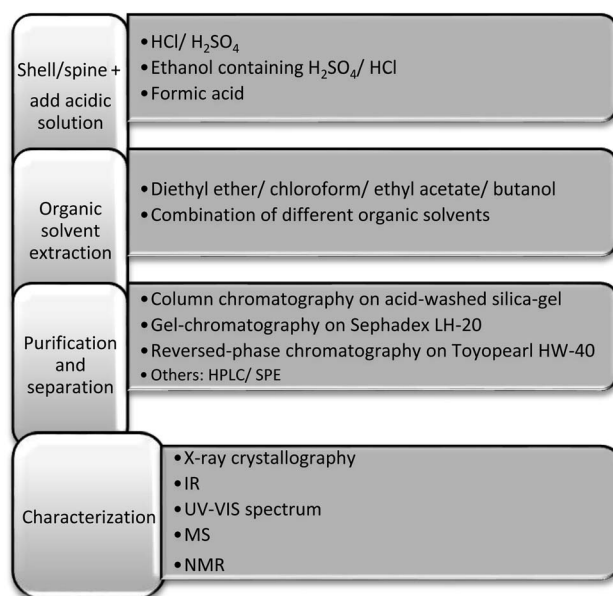 Shell/spine +
add acidic
solution
•HCl/ H₂SO₄
•Ethanol containing H₂SO₄/ HCl
•Formic acid
Organic
solvent
extraction
•Diethyl ether/ chloroform/ ethyl acetate/ butanol
•Combination of different organic solvents
Purification
and
separation
•Column chromatography on acid-washed silica-gel
•Gel-chromatography on Sephadex LH-20
•Reversed-phase chromatography on Toyopearl HW-40
•Others: HPLC/ SPE
Characterization
•X-ray crystallography
•IR
•UV-VIS spectrum
•MS
•NMR